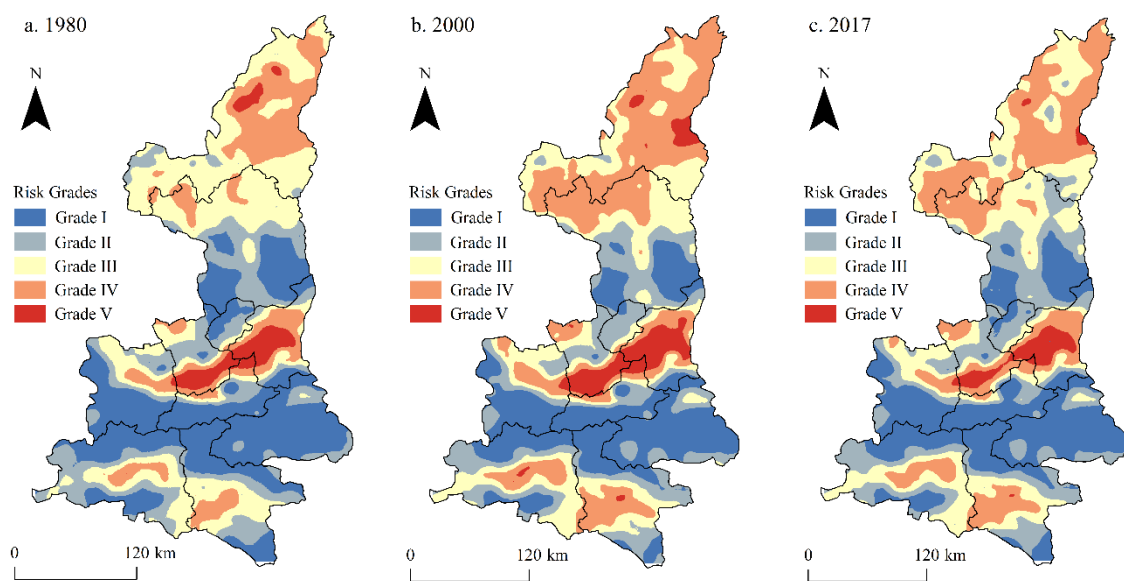 a. 1980
N
Risk Grades
Grade I
Grade II
Grade III
Grade IV
Grade V
0 120 km
b. 2000
N
Risk Grades
Grade I
Grade II
Grade III
Grade IV
Grade V
0 120 km
c. 2017
N
Risk Grades
Grade I
Grade II
Grade III
Grade IV
Grade V
0 120 km